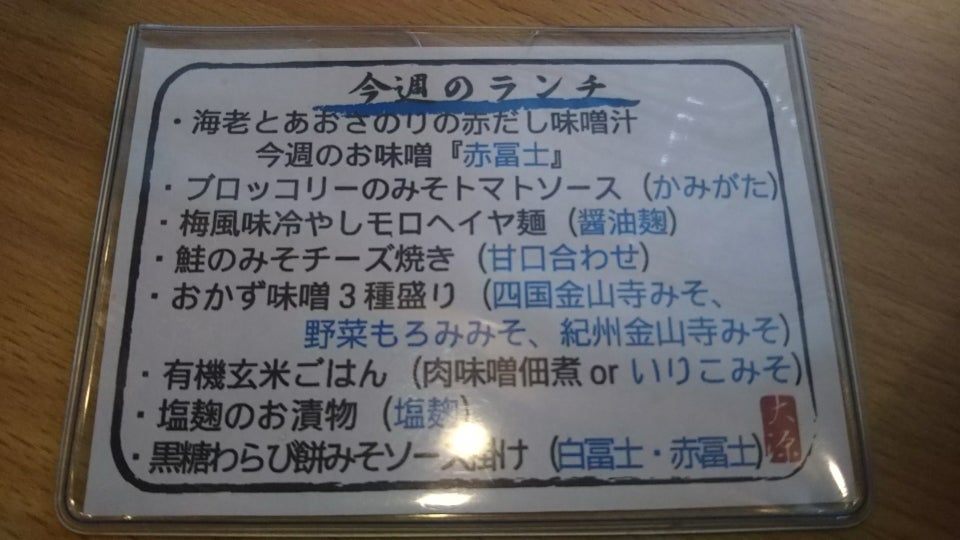 今週のランチ
・海老とあおさのりの赤だし味噌汁
今週のお味噌『赤冨士』
・ブロッコリーのみそトマトソース（かみがた）
・梅風味冷やしモロヘイヤ麺（醤油麹）
・鮭のみそチーズ焼き（甘口合わせ）
・おかず味噌３種盛り（四国金山寺みそ、
野菜もろみみそ、紀州金山寺みそ）
・有機玄米ごはん（肉味噌佃煮 or いりこみそ）
・塩麹のお漬物（塩麹）
・黒糖わらび餅みそソース掛け（白冨士・赤冨士）
大源